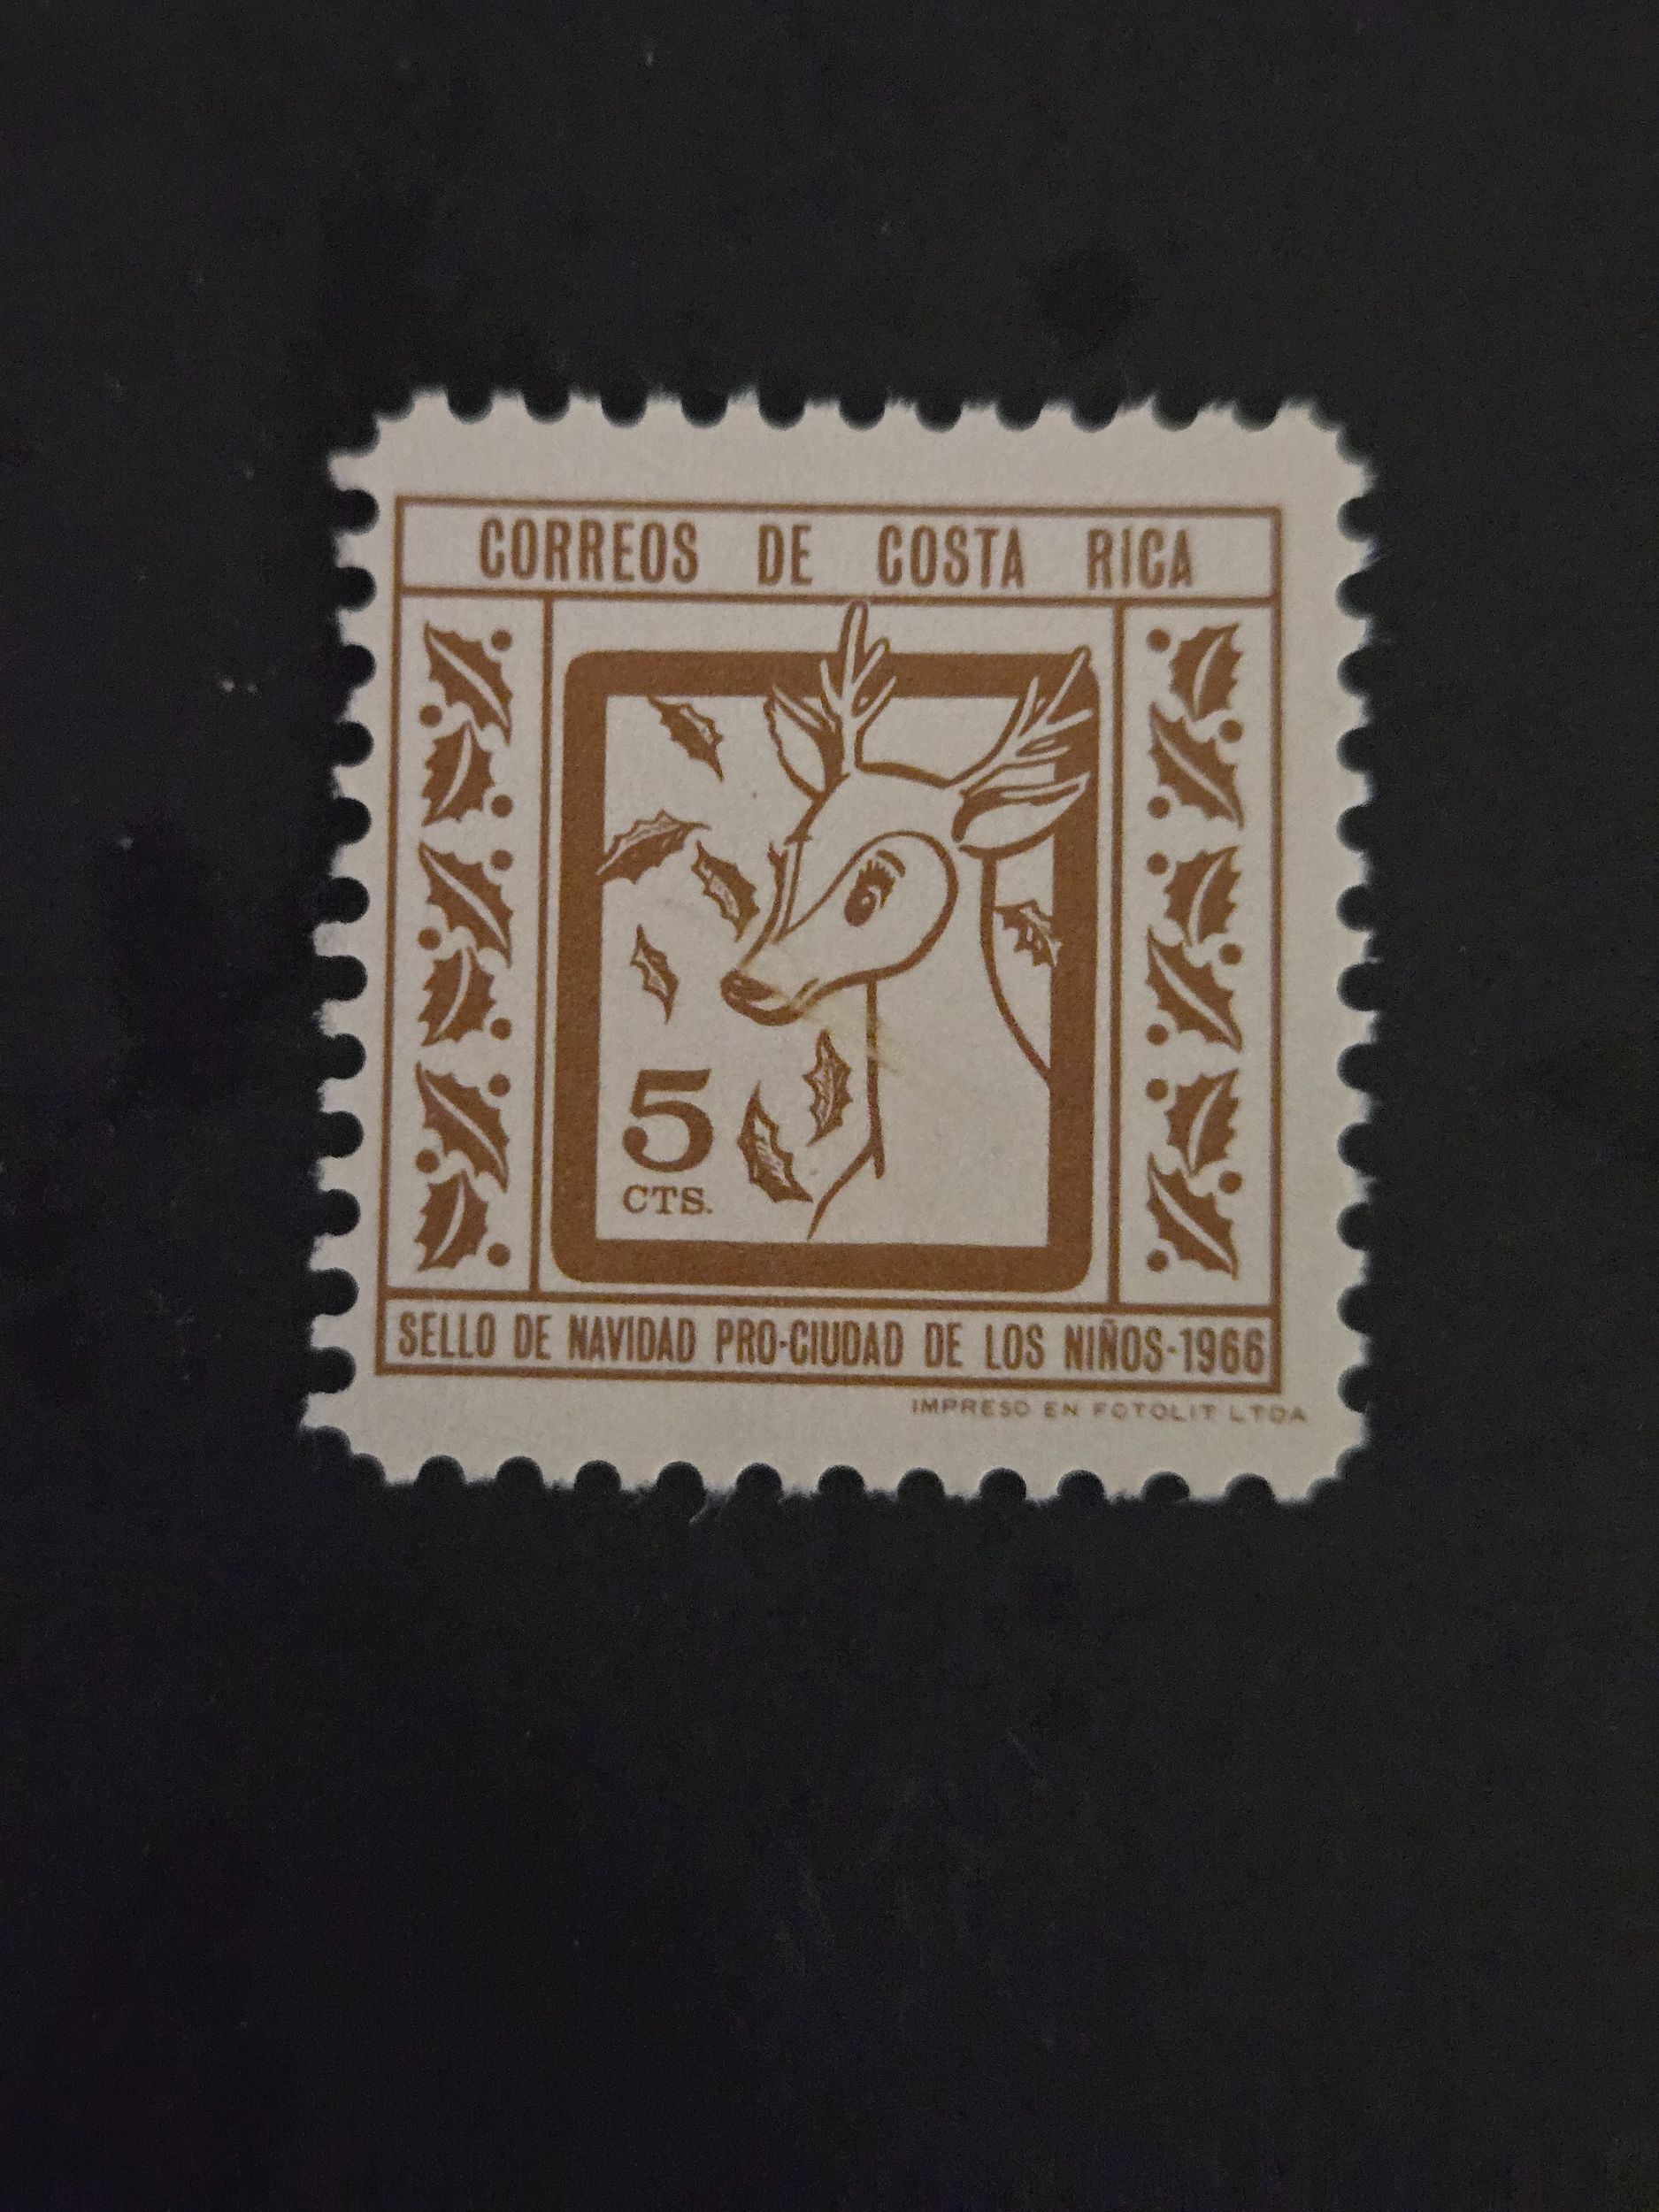 CORREOS DE COSTA RICA
5
CTS.
SELLO DE NAVIDAD PRO-CIUDAD DE LOS NIÑOS-1966
IMPRESO EN FOTOLIT LTDA